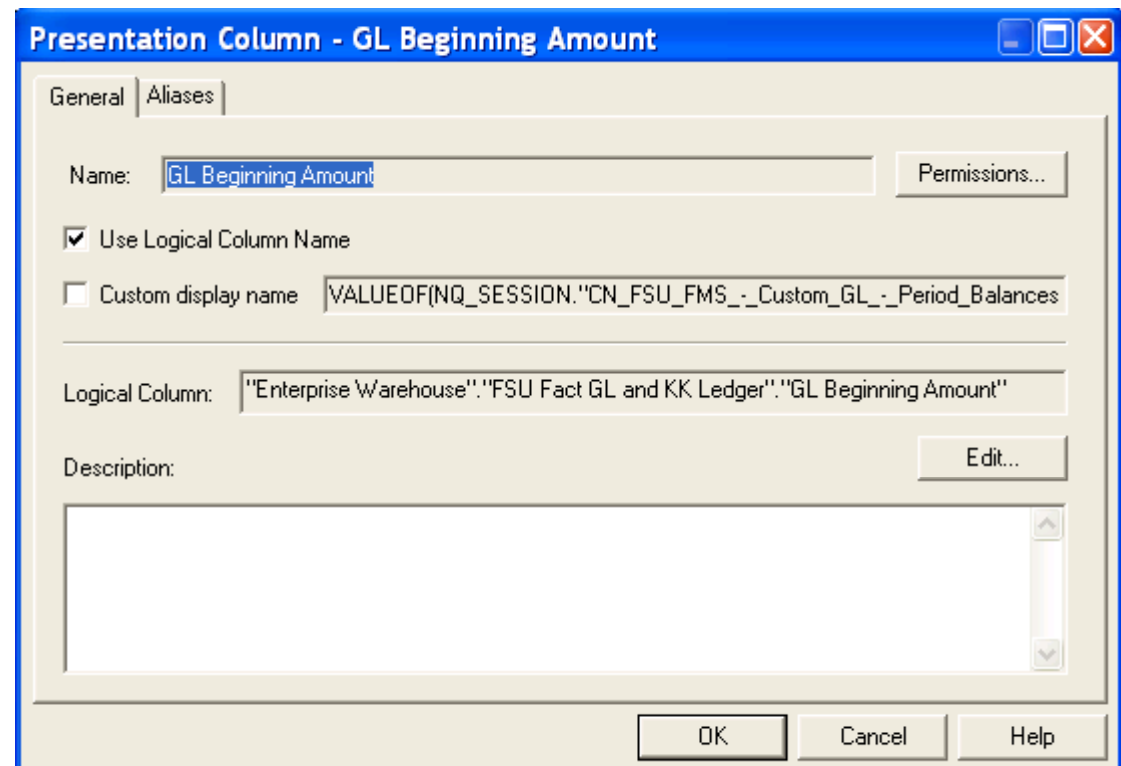 Presentation Column - GL Beginning Amount
General Aliases
Name: GL Beginning Amount Permissions...
Use Logical Column Name
Custom display name VALUEOF(NQ_SESSION."CN_FSU_FMS_-_Custom_GL_-_Period_Balances
Logical Column: "Enterprise Warehouse"."FSU Fact GL and KK Ledger"."GL Beginning Amount"
Edit...
Description:
OK Cancel Help